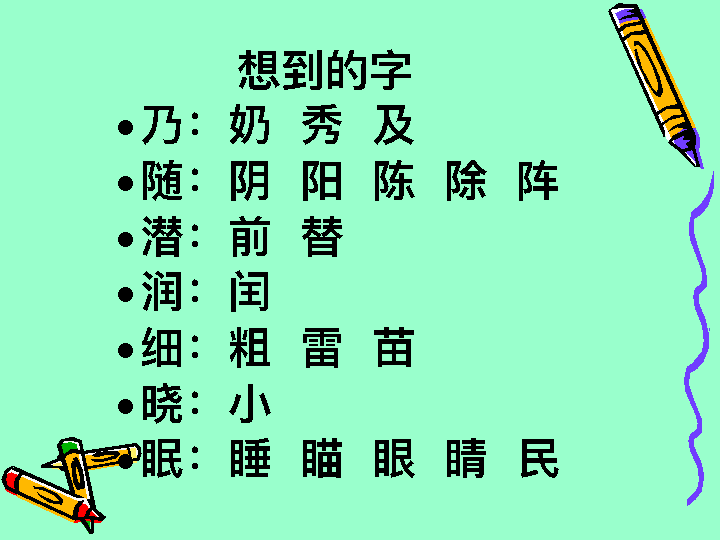 想到的字
•乃：奶 秀 及
•随：阴 阳 陈 除 阵
•潜：前 替
•润：闰
•细：粗 雷 苗
•晓：小
•眠：睡 瞄 眼 睛 民